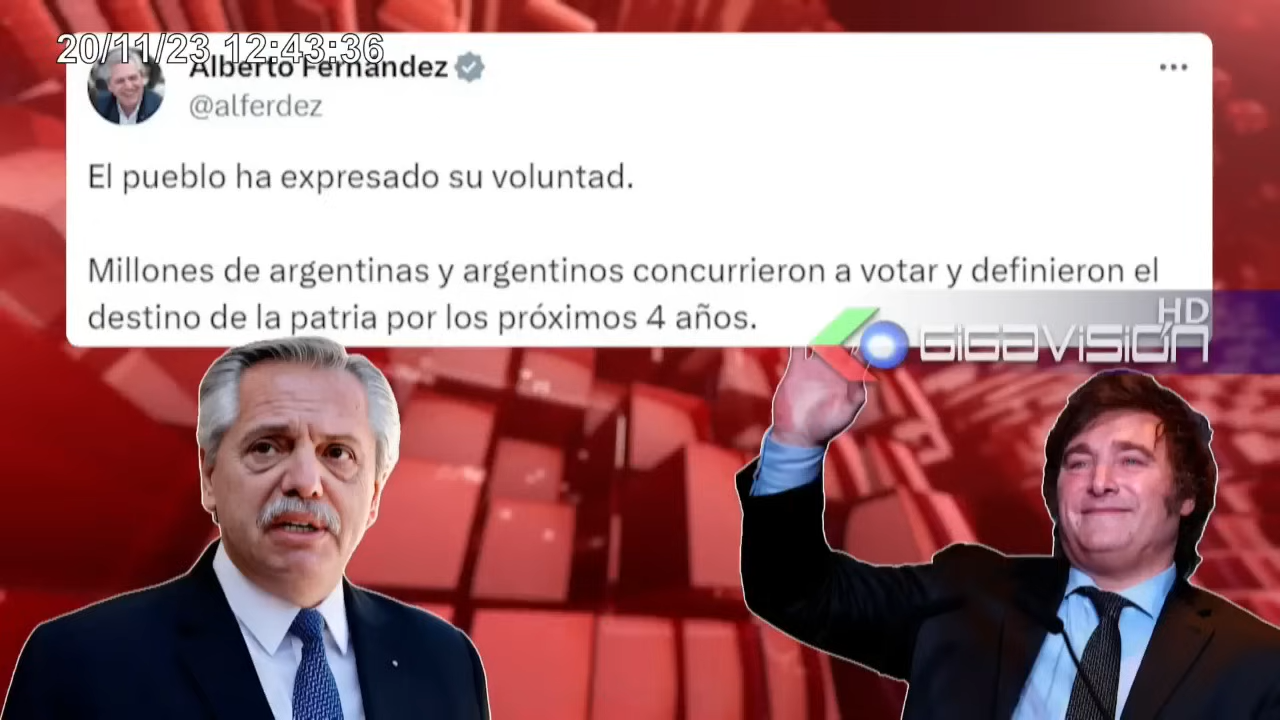 20/11/23 12:43:36
Alberto Fernández
@alferdez
El pueblo ha expresado su voluntad.
Millones de argentinas y argentinos concurrieron a votar y definieron el
destino de la patria por los próximos 4 años.
HD
GIGAVISIÓN